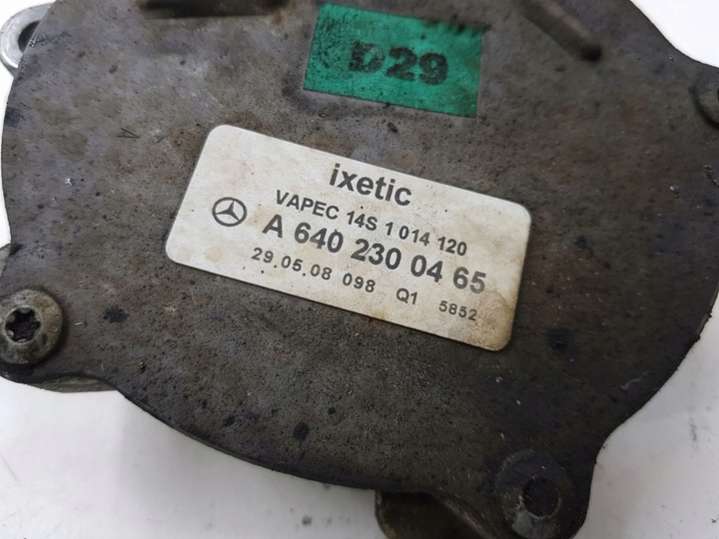 D29
ixetic
VAPEC 14S 1 014 120
A 640 230 04 65
29.05.08 098 Q1 5852